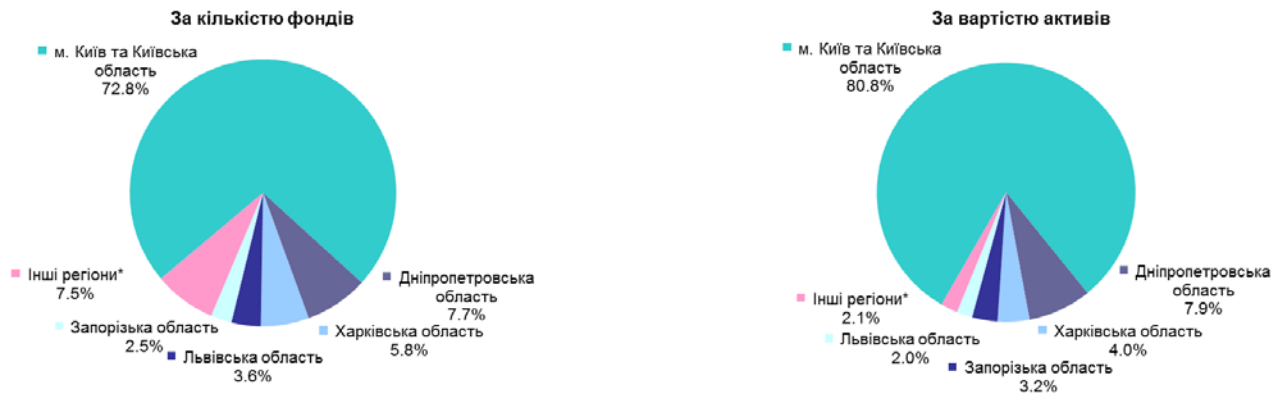 За кількістю фондів
м. Київ та Київська
область
72.8%
Дніпропетровська
область
7.7%
Харківська область
5.8%
Львівська область
3.6%
Запорізька область
2.5%
Інші регіони*
7.5%
За вартістю активів
м. Київ та Київська
область
80.8%
Дніпропетровська
область
7.9%
Харківська область
4.0%
Запорізька область
3.2%
Львівська область
2.0%
Інші регіони*
2.1%